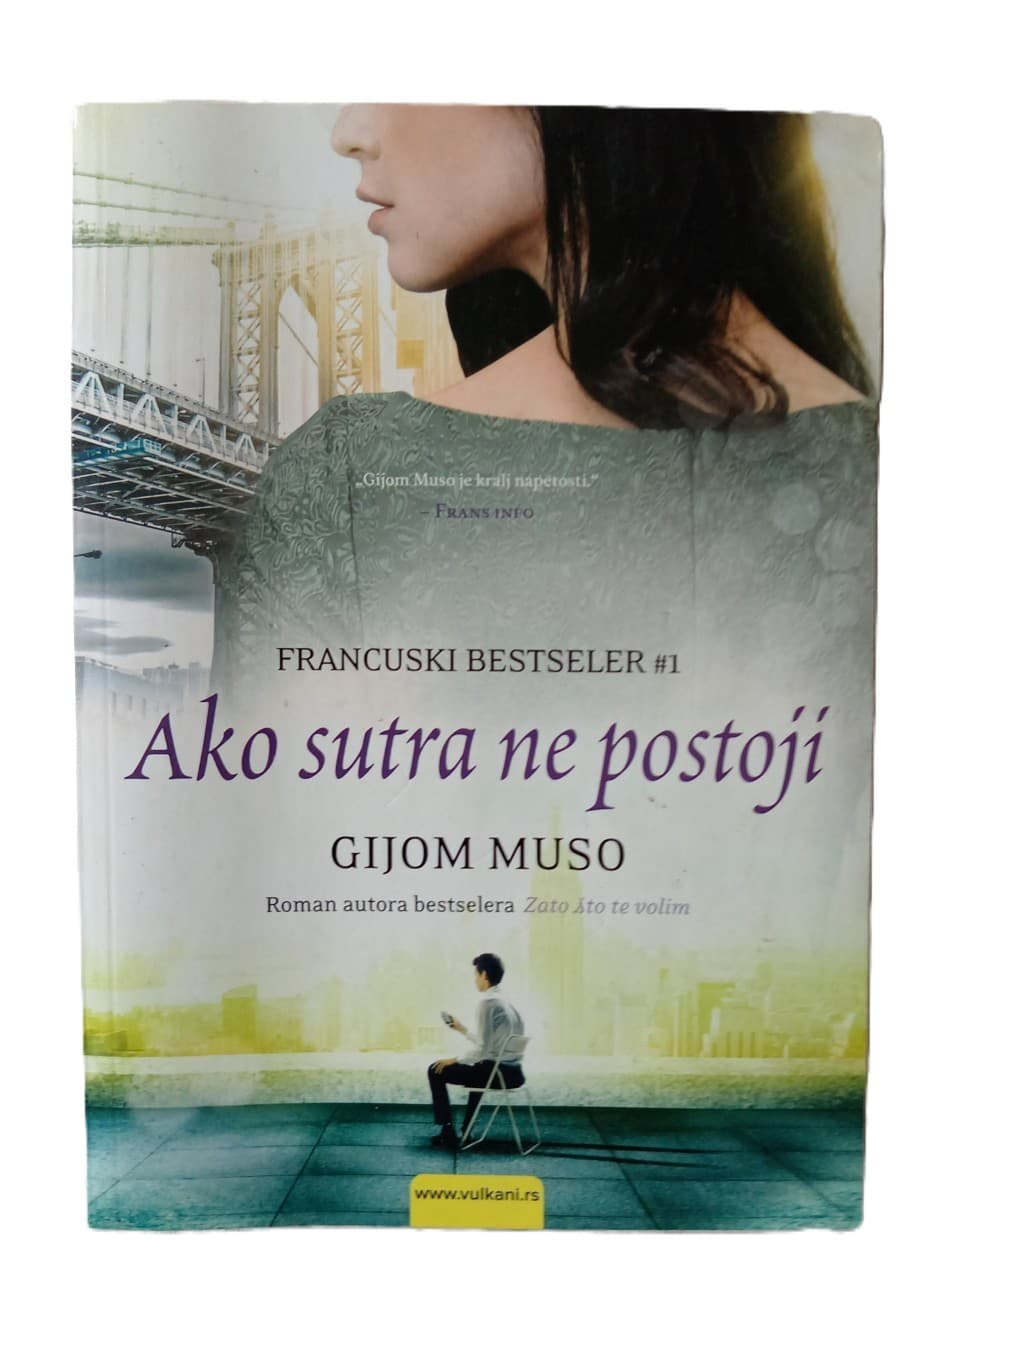 „Gijom Muso je kralj napetosti.”
– FRANS INFO
FRANCUSKI BESTSELER #1
Ako sutra ne postoji
GIJOM MUSO
Roman autora bestselera Zato što te volim
www.vulkani.rs